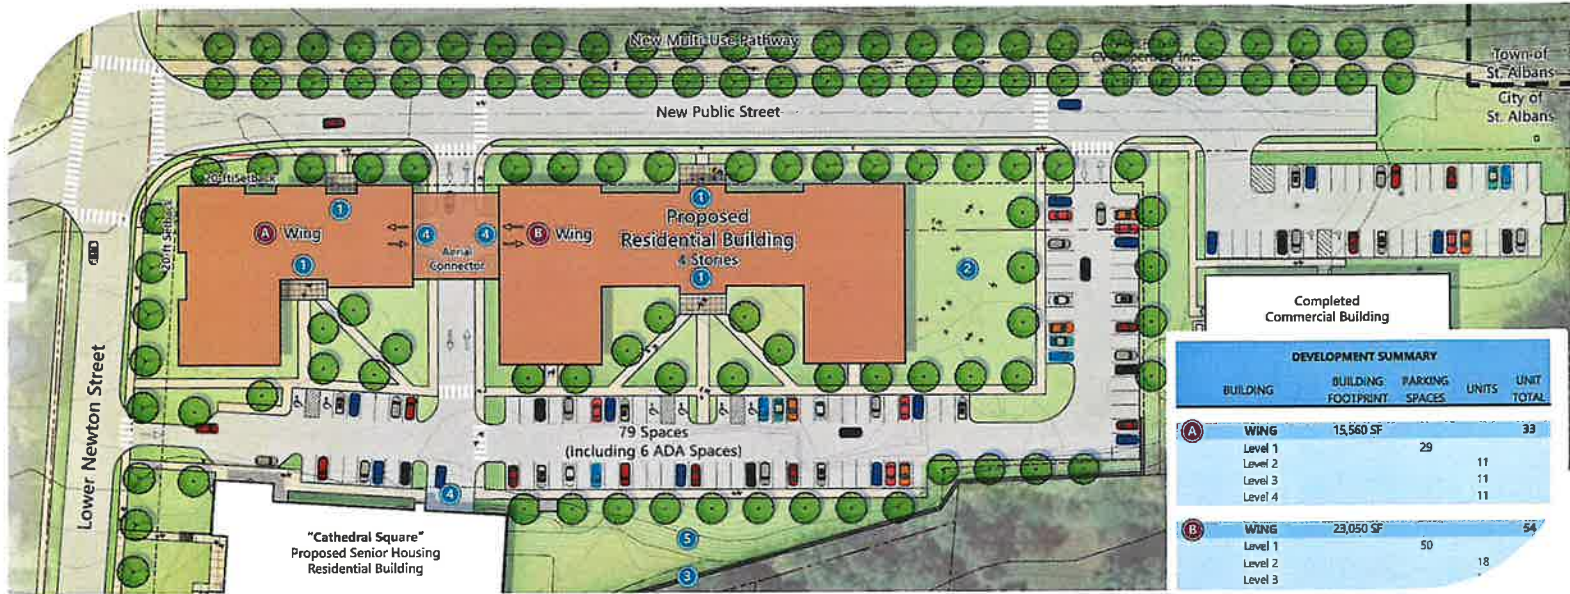 New Multi-Use Pathway
Town of
St. Albans
City of
St. Albans
New Public Street
20 ft Setback
20 ft Setback
A Wing
1
1
4
4
Aerial
Connector
B Wing
1
Proposed
Residential Building
4 Stories
1
2
Completed
Commercial Building
Lower Newton Street
79 Spaces
(including 6 ADA Spaces)
4
5
3
"Cathedral Square"
Proposed Senior Housing
Residential Building
DEVELOPMENT SUMMARY
BUILDING BUILDING FOOTPRINT PARKING SPACES UNITS UNIT TOTAL
A WING 15,560 SF 33
Level 1 29
Level 2 11
Level 3 11
Level 4 11
B WING 23,050 SF 54
Level 1 50
Level 2 18
Level 3